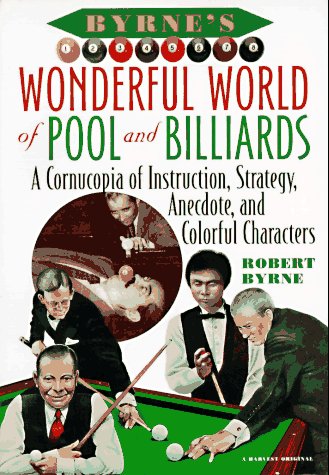 BYRNE'S
1 2 3 4 5 6 7 8
WONDERFUL WORLD
of POOL and BILLIARDS
A Cornucopia of Instruction, Strategy,
Anecdote, and
Colorful Characters
ROBERT
BYRNE
A HARVEST ORIGINAL